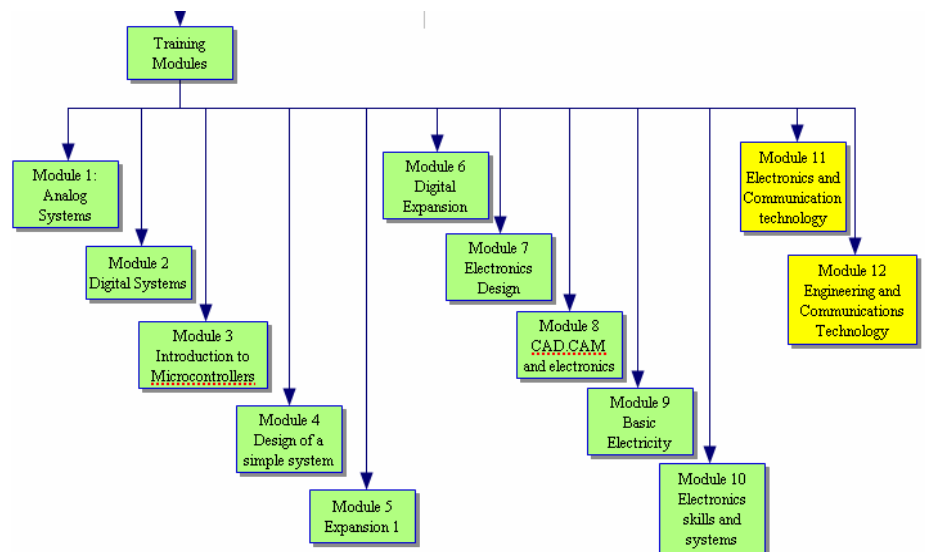 Training
Modules
Module 1:
Analog
Systems
Module 2
Digital Systems
Module 3
Introduction to
Microcontrollers
Module 4
Design of a
simple system
Module 5
Expansion 1
Module 6
Digital
Expansion
Module 7
Electronics
Design
Module 8
CAD.CAM
and electronics
Module 9
Basic
Electricity
Module 10
Electronics
skills and
systems
Module 11
Electronics and
Communication
technology
Module 12
Engineering and
Communications
Technology